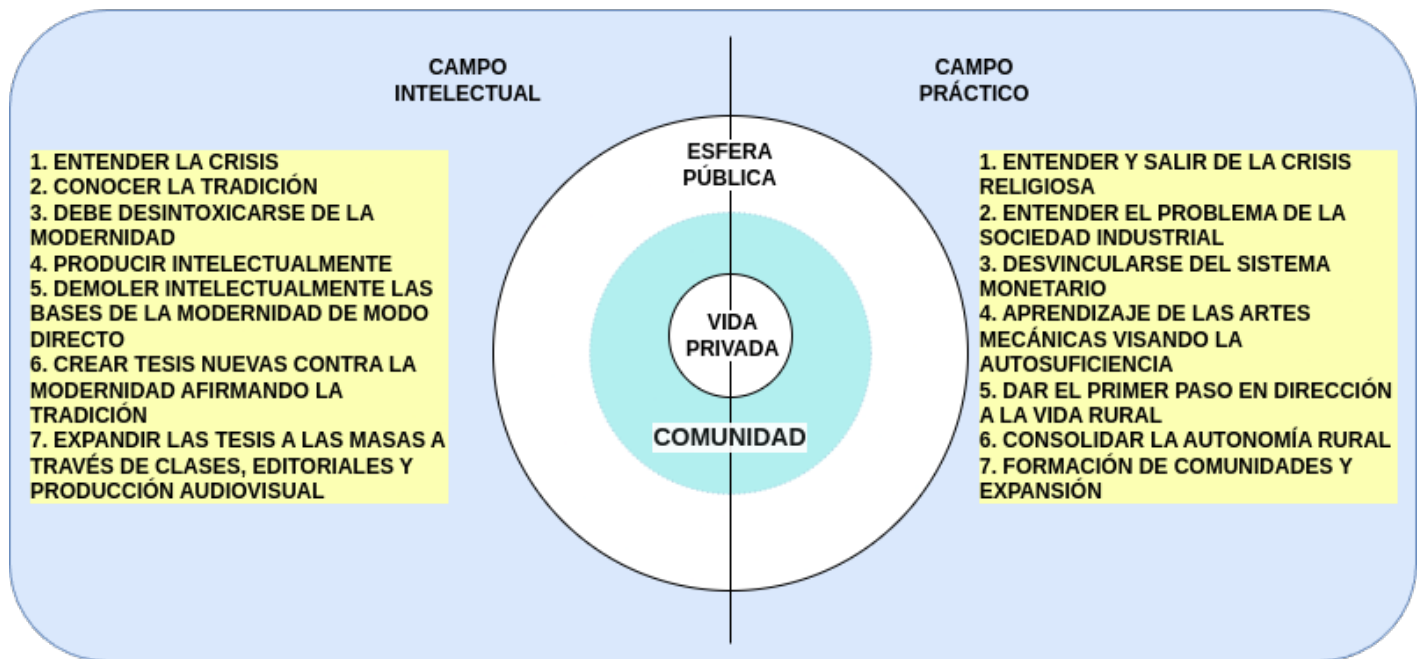 CAMPO
INTELECTUAL
CAMPO
PRÁCTICO
1. ENTENDER LA CRISIS
2. CONOCER LA TRADICIÓN
3. DEBE DESINTOXICARSE DE LA
MODERNIDAD
4. PRODUCIR INTELECTUALMENTE
5. DEMOLER INTELECTUALMENTE LAS
BASES DE LA MODERNIDAD DE MODO
DIRECTO
6. CREAR TESIS NUEVAS CONTRA LA
MODERNIDAD AFIRMANDO LA
TRADICIÓN
7. EXPANDIR LAS TESIS A LAS MASAS A
TRAVÉS DE CLASES, EDITORIALES Y
PRODUCCIÓN AUDIOVISUAL
ESFERA
PÚBLICA
VIDA
PRIVADA
COMUNIDAD
1. ENTENDER Y SALIR DE LA CRISIS
RELIGIOSA
2. ENTENDER EL PROBLEMA DE LA
SOCIEDAD INDUSTRIAL
3. DESVINCULARSE DEL SISTEMA
MONETARIO
4. APRENDIZAJE DE LAS ARTES
MECÁNICAS VISANDO LA
AUTOSUFICIENCIA
5. DAR EL PRIMER PASO EN DIRECCIÓN
A LA VIDA RURAL
6. CONSOLIDAR LA AUTONOMÍA RURAL
7. FORMACIÓN DE COMUNIDADES Y
EXPANSIÓN